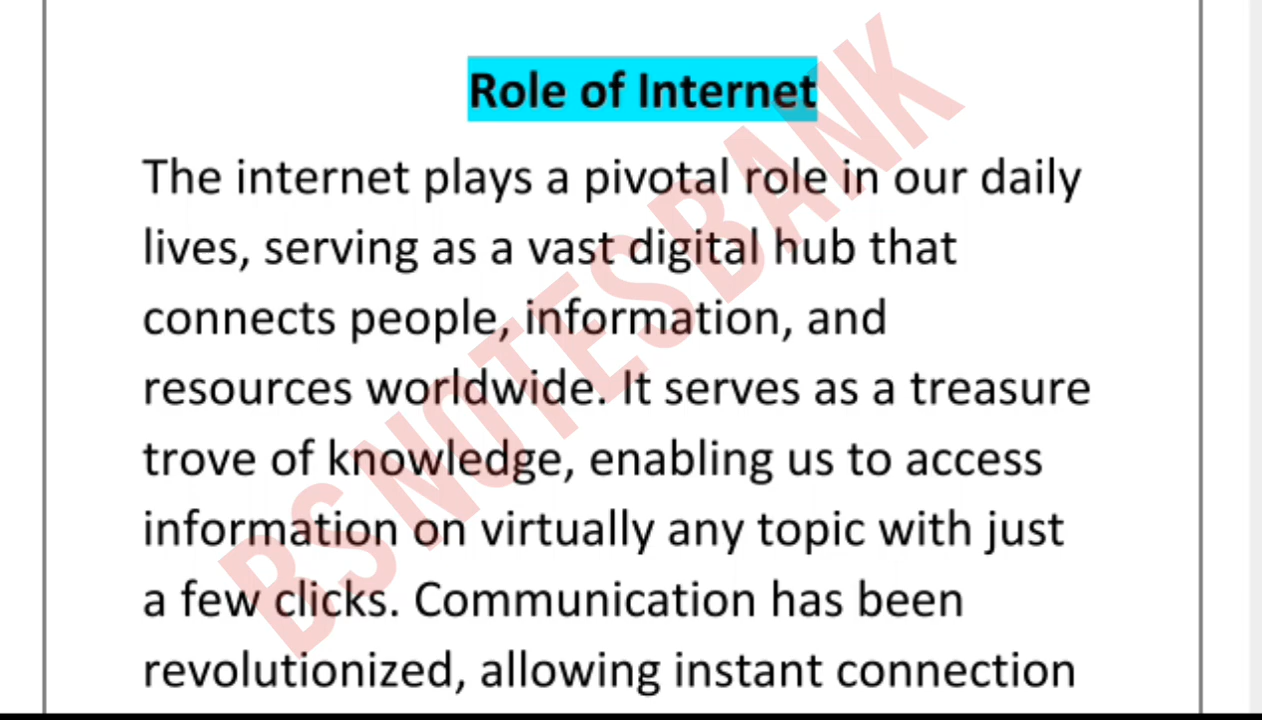 Role of Internet
The internet plays a pivotal role in our daily
lives, serving as a vast digital hub that
connects people, information, and
resources worldwide. It serves as a treasure
trove of knowledge, enabling us to access
information on virtually any topic with just
a few clicks. Communication has been
revolutionized, allowing instant connection
BSNOTESBANK